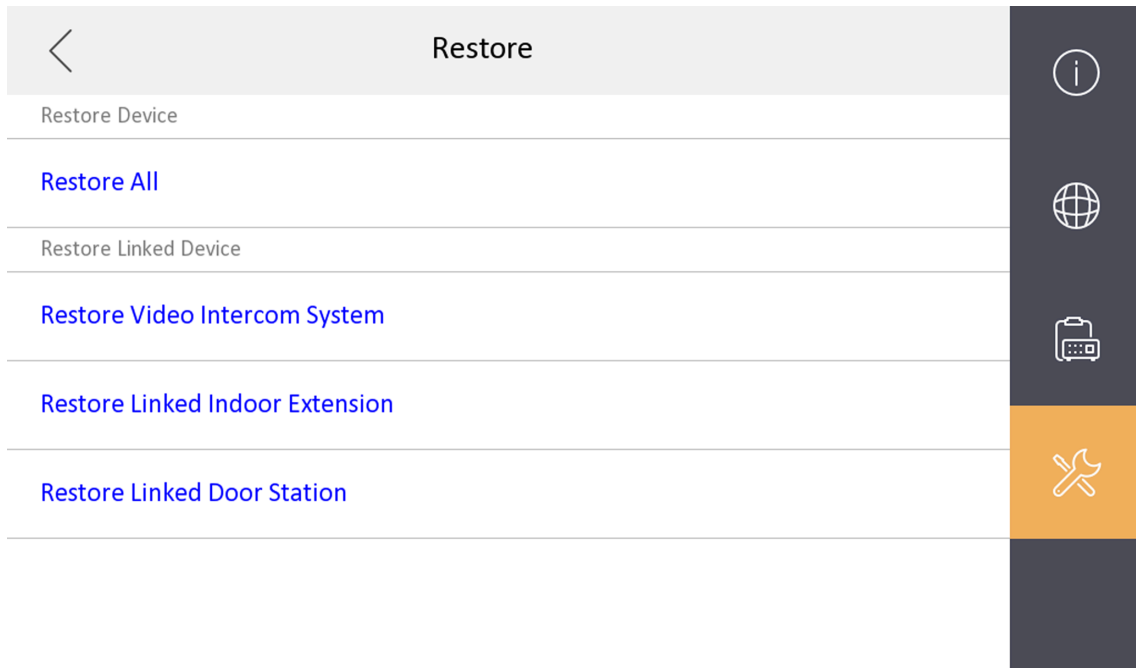 Restore
Restore Device
Restore All
Restore Linked Device
Restore Video Intercom System
Restore Linked Indoor Extension
Restore Linked Door Station